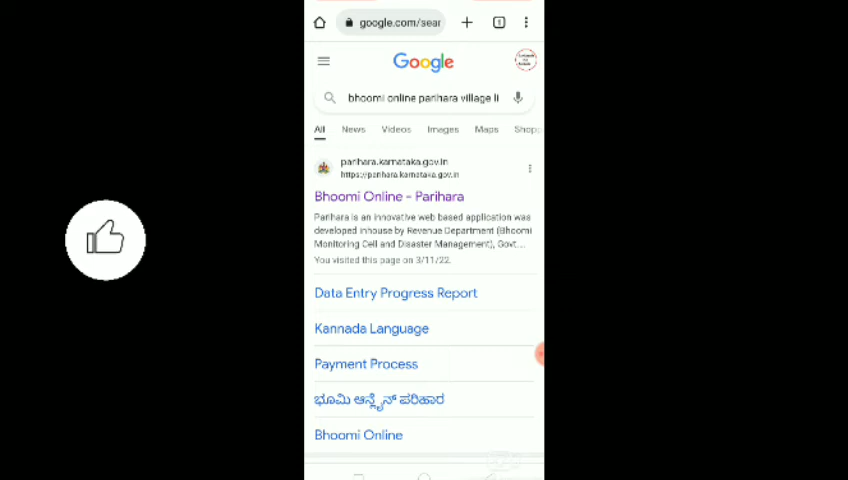 google.com/sear
1
Google
bhoomi online parihara village li
All News Videos Images Maps Shopp
parihara.karnataka.gov.in
https://parihara.karnataka.gov.in
Bhoomi Online - Parihara
Parihara is an innovative web based application was
developed inhouse by Revenue Department (Bhoomi
Monitoring Cell and Disaster Management), Govt....
You visited this page on 3/11/22.
Data Entry Progress Report
Kannada Language
Payment Process
ಭೂಮಿ ಆನ್ಲೈನ್ ಪರಿಹಾರ
Bhoomi Online